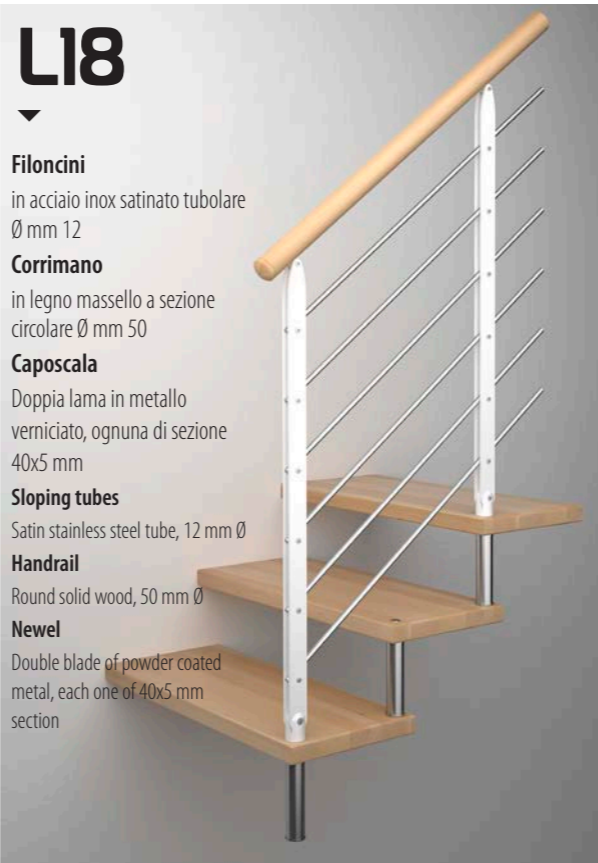 L18
Filoncini
in acciaio inox satinato tubolare
Ø mm 12
Corrimano
in legno massello a sezione
circolare Ø mm 50
Caposcala
Doppia lama in metallo
verniciato, ognuna di sezione
40x5 mm
Sloping tubes
Satin stainless steel tube, 12 mm Ø
Handrail
Round solid wood, 50 mm Ø
Newel
Double blade of powder coated
metal, each one of 40x5 mm
section